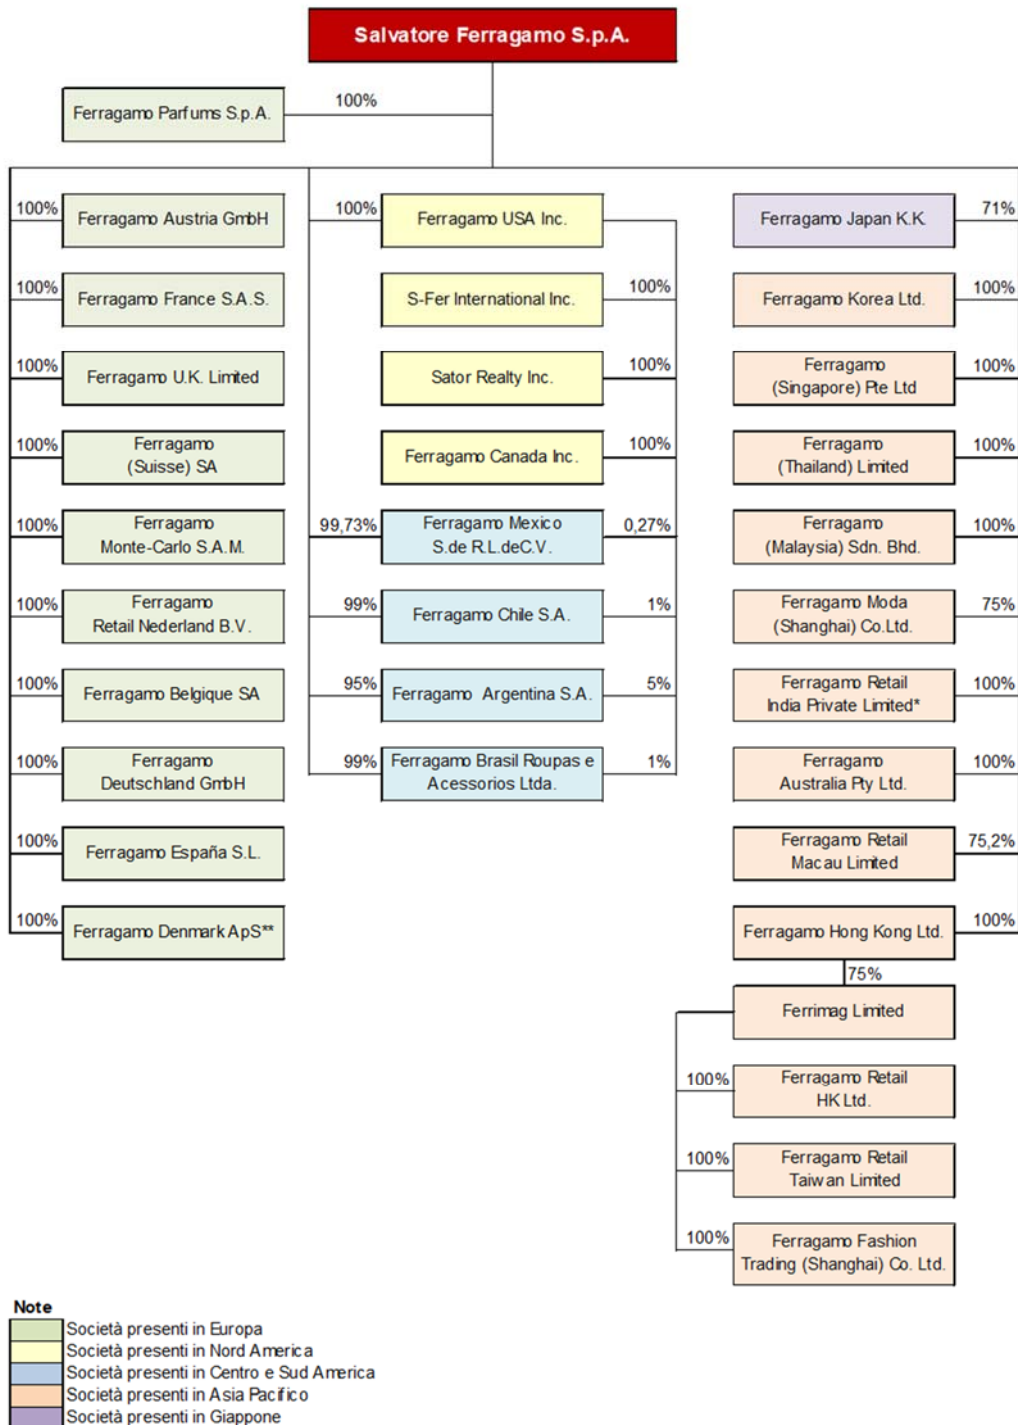 Salvatore Ferragamo S.p.A.
100%
Ferragamo Parfums S.p.A.
100%
Ferragamo Austria GmbH
100%
Ferragamo USA Inc.
Ferragamo Japan K.K.
71%
100%
Ferragamo France S.A.S.
S-Fer International Inc.
100%
Ferragamo Korea Ltd.
100%
100%
Ferragamo U.K. Limited
Sator Realty Inc.
100%
Ferragamo
(Singapore) Pte Ltd
100%
100%
Ferragamo
(Suisse) SA
Ferragamo Canada Inc.
100%
Ferragamo
(Thailand) Limited
100%
100%
Ferragamo
Monte-Carlo S.A.M.
99,73%
Ferragamo Mexico
S.de R.L.deC.V.
0,27%
Ferragamo
(Malaysia) Sdn. Bhd.
100%
100%
Ferragamo
Retail Nederland B.V.
99%
Ferragamo Chile S.A.
1%
Ferragamo Moda
(Shanghai) Co.Ltd.
75%
100%
Ferragamo Belgique SA
95%
Ferragamo Argentina S.A.
5%
Ferragamo Retail
India Private Limited*
100%
100%
Ferragamo
Deutschland GmbH
99%
Ferragamo Brasil Roupas e
Acessorios Ltda.
1%
Ferragamo
Australia Pty Ltd.
100%
100%
Ferragamo España S.L.
Ferragamo Retail
Macau Limited
75,2%
100%
Ferragamo Denmark ApS**
Ferragamo Hong Kong Ltd.
100%
75%
Ferrimag Limited
100%
Ferragamo Retail
HK Ltd.
100%
Ferragamo Retail
Taiwan Limited
100%
Ferragamo Fashion
Trading (Shanghai) Co. Ltd.
Note
Società presenti in Europa
Società presenti in Nord America
Società presenti in Centro e Sud America
Società presenti in Asia Pacifico
Società presenti in Giappone